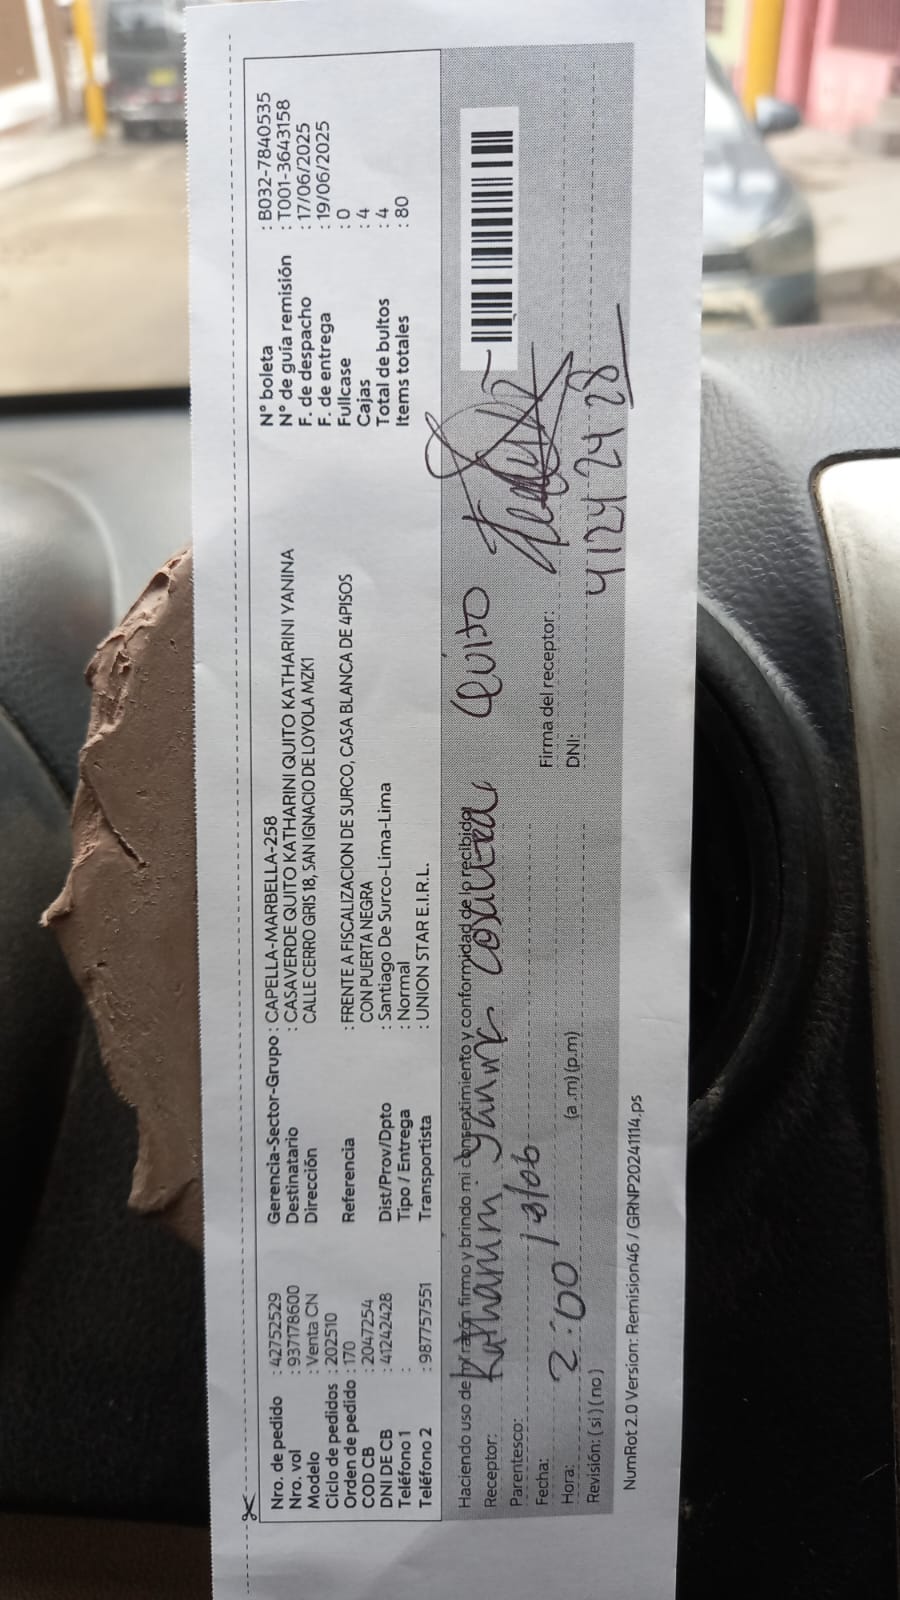 Nro. de pedido : 42752529
Nro. vol : 937178600
Modelo : Venta CN
Ciclo de pedidos : 202510
Orden de pedido : 170
COD CB : 2047254
DNI DE CB : 41242428
Teléfono 1 :
Teléfono 2 : 987757551
Gerencia-Sector-Grupo : CAPELLA-MARBELLA-258
Destinatario : CASAVERDE QUITO KATHARINI QUITO KATHARINI YANINA
Dirección CALLE CERRO GRIS 18, SAN IGNACIO DE LOYOLA MZK1
Referencia : FRENTE A FISCALIZACION DE SURCO, CASA BLANCA DE 4PISOS
CON PUERTA NEGRA
Dist/Prov/Dpto : Santiago De Surco-Lima-Lima
Tipo / Entrega : Normal
Transportista : UNION STAR E.I.R.L.
N° boleta : B032-7840535
N° de guía remisión : T001-3643158
F. de despacho : 17/06/2025
F. de entrega : 19/06/2025
Fullcase : 0
Cajas : 4
Total de bultos : 4
Items totales : 80
Haciendo uso de mi razón firmo y brindo mi consentimiento y conformidad de lo recibido
Receptor: Quito
Parentesco:
Fecha:
Hora: 2:00 (a.m) (p.m)
Revisión: ( si ) ( no )
Firma del receptor:
DNI: 41242428
NumRot 2.0 Version: Remision46 / GRNP20241114.ps